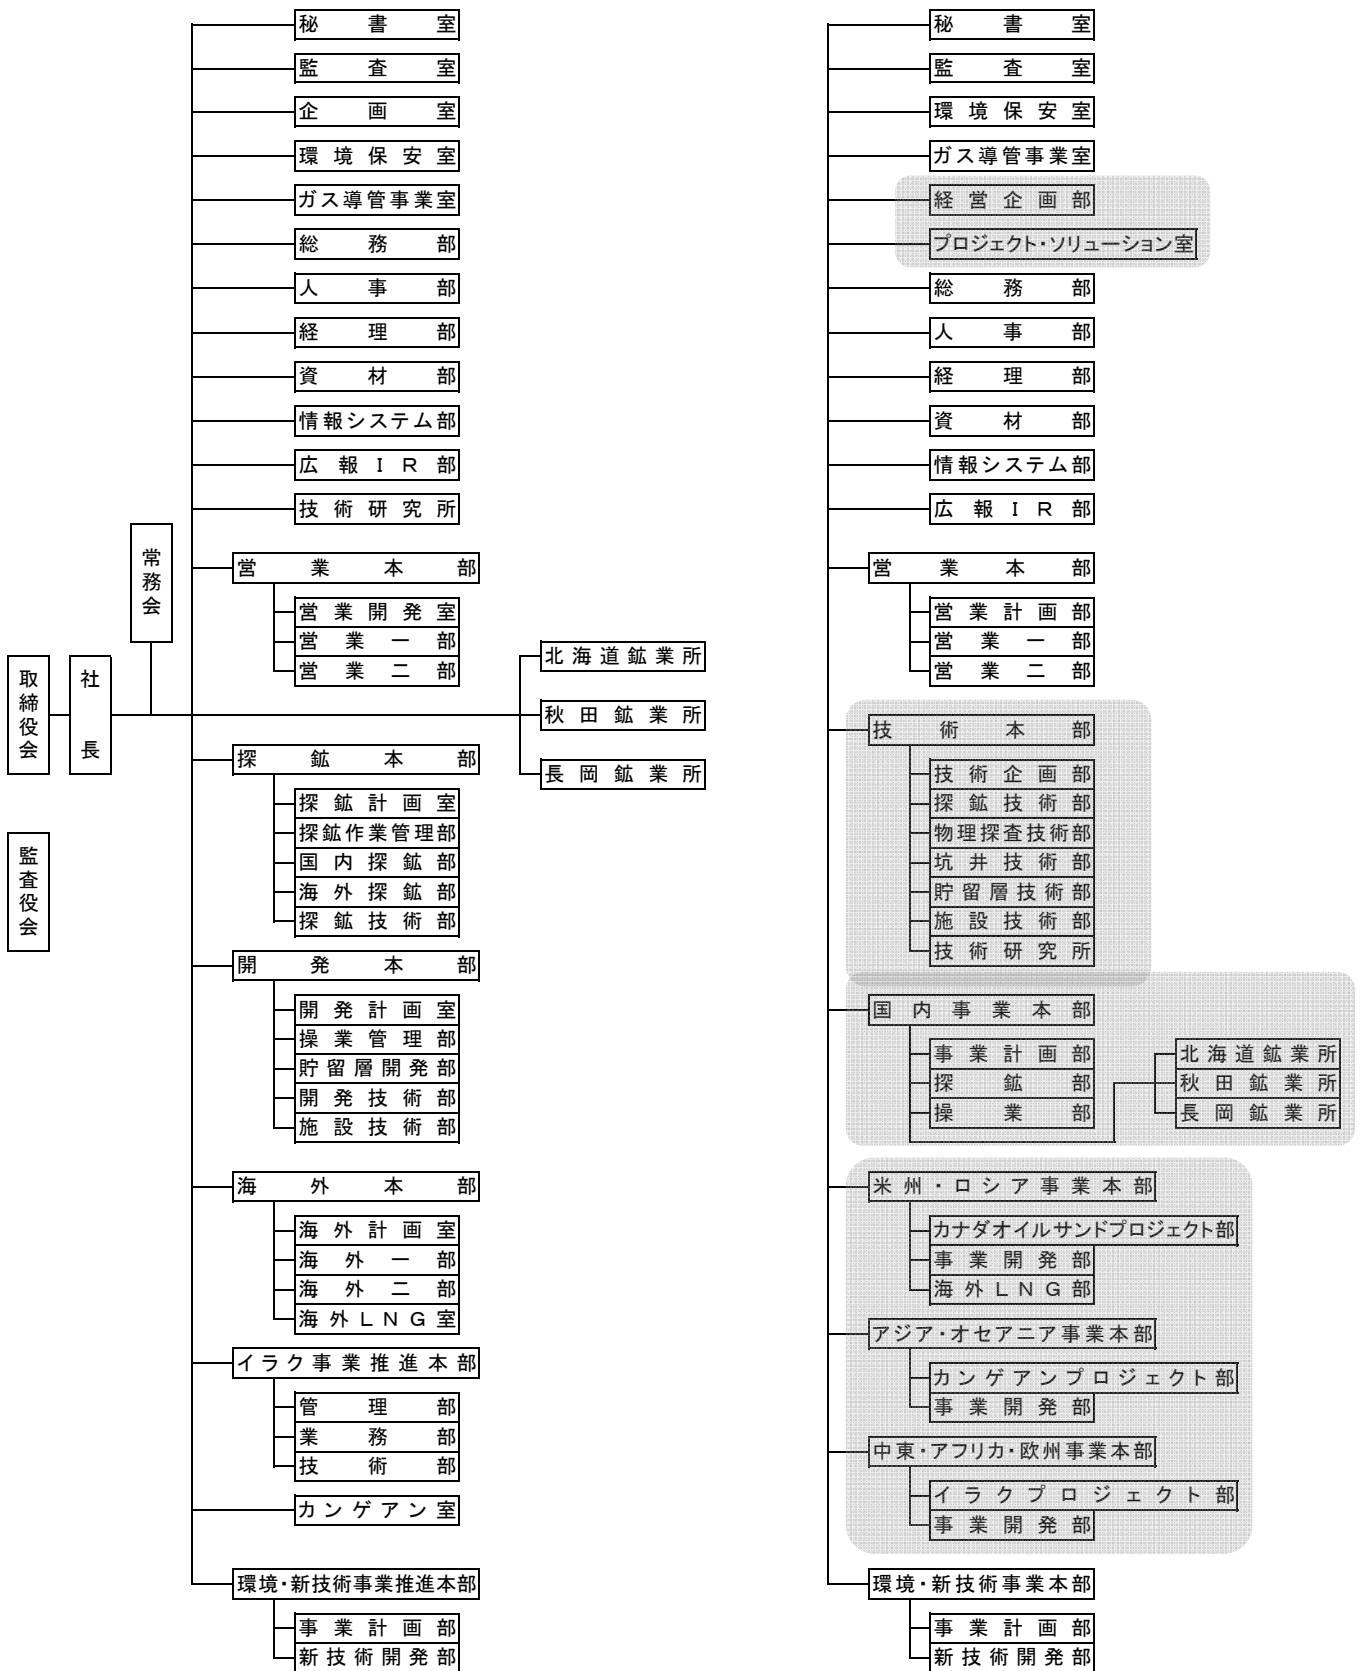 秘書室
監査室
企画室
環境保安室
ガス導管事業室
総務部
人事部
経理部
資材部
情報システム部
広報ＩＲ部
技術研究所
常務会
営業本部
営業開発室
営業一部
営業二部
取締役会
社長
北海道鉱業所
秋田鉱業所
長岡鉱業所
監査役会
探鉱本部
探鉱計画室
探鉱作業管理部
国内探鉱部
海外探鉱部
探鉱技術部
開発本部
開発計画室
操業管理部
貯留層開発部
開発技術部
施設技術部
海外本部
海外計画室
海外一部
海外二部
海外ＬＮＧ室
イラク事業推進本部
管理部
業務部
技術部
カンゲアン室
環境・新技術事業推進本部
事業計画部
新技術開発部
秘書室
監査室
環境保安室
ガス導管事業室
経営企画部
プロジェクト・ソリューション室
総務部
人事部
経理部
資材部
情報システム部
広報ＩＲ部
営業本部
営業計画部
営業一部
営業二部
技術本部
技術企画部
探鉱技術部
物理探査技術部
坑井技術部
貯留層技術部
施設技術部
技術研究所
国内事業本部
事業計画部
探鉱部
操業部
北海道鉱業所
秋田鉱業所
長岡鉱業所
米州・ロシア事業本部
カナダオイルサンドプロジェクト部
事業開発部
海外ＬＮＧ部
アジア・オセアニア事業本部
カンゲアンプロジェクト部
事業開発部
中東・アフリカ・欧州事業本部
イラクプロジェクト部
事業開発部
環境・新技術事業本部
事業計画部
新技術開発部